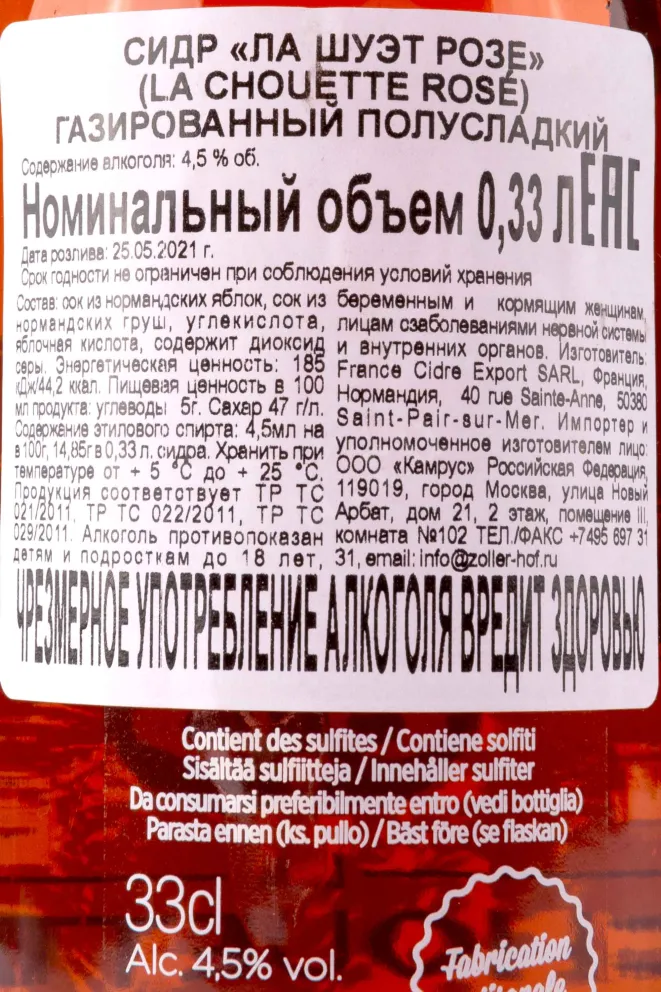 СИДР «ЛА ШУЭТ РОЗЕ»
(LA CHOUETTE ROSÉ)
ГАЗИРОВАННЫЙ ПОЛУСЛАДКИЙ
Содержание алкоголя: 4,5 % об.
Номинальный объем 0,33 л EAC
Дата розлива: 25.05.2021 г.
Срок годности не ограничен при соблюдения условий хранения
Состав: сок из нормандских яблок, сок из
нормандских груш, углекислота,
яблочная кислота, содержит диоксид
серы. Энергетическая ценность: 185
кДж/44,2 ккал. Пищевая ценность в 100
мл продукта: углеводы 5г. Сахар 47 г/л.
Содержание этилового спирта: 4,5мл на
в 100г, 14,85г в 0,33 л. сидра. Хранить при
температуре от + 5 °C до + 25 °C.
Продукция соответствует ТР ТС
021/2011, ТР ТС 022/2011, ТР ТС
029/2011. Алкоголь противопоказан
детям и подросткам до 18 лет,
беременным и кормящим женщинам,
лицам сзаболеваниями нервной системы
и внутренних органов. Изготовитель:
France Cidre Export SARL, Франция,
Нормандия, 40 rue Sainte-Anne, 50380
Saint-Pair-sur-Mer. Импортер и
уполномоченное изготовителем лицо:
ООО «Камрус» Российская Федерация,
119019, город Москва, улица Новый
Арбат, дом 21, 2 этаж, помещение III,
комната №102 ТЕЛ./ФАКС +7495 697 31
31, email: info@zoller-hof.ru
ЧРЕЗМЕРНОЕ УПОТРЕБЛЕНИЕ АЛКОГОЛЯ ВРЕДИТ ЗДОРОВЬЮ
Contient des sulfites / Contiene solfiti
Sisältää sulfiitteja / Innehåller sulfiter
Da consumarsi preferibilmente entro (vedi bottiglia)
Parasta ennen (ks. pullo) / Bäst före (se flaskan)
33cl
Alc. 4,5% vol.
Fabrication